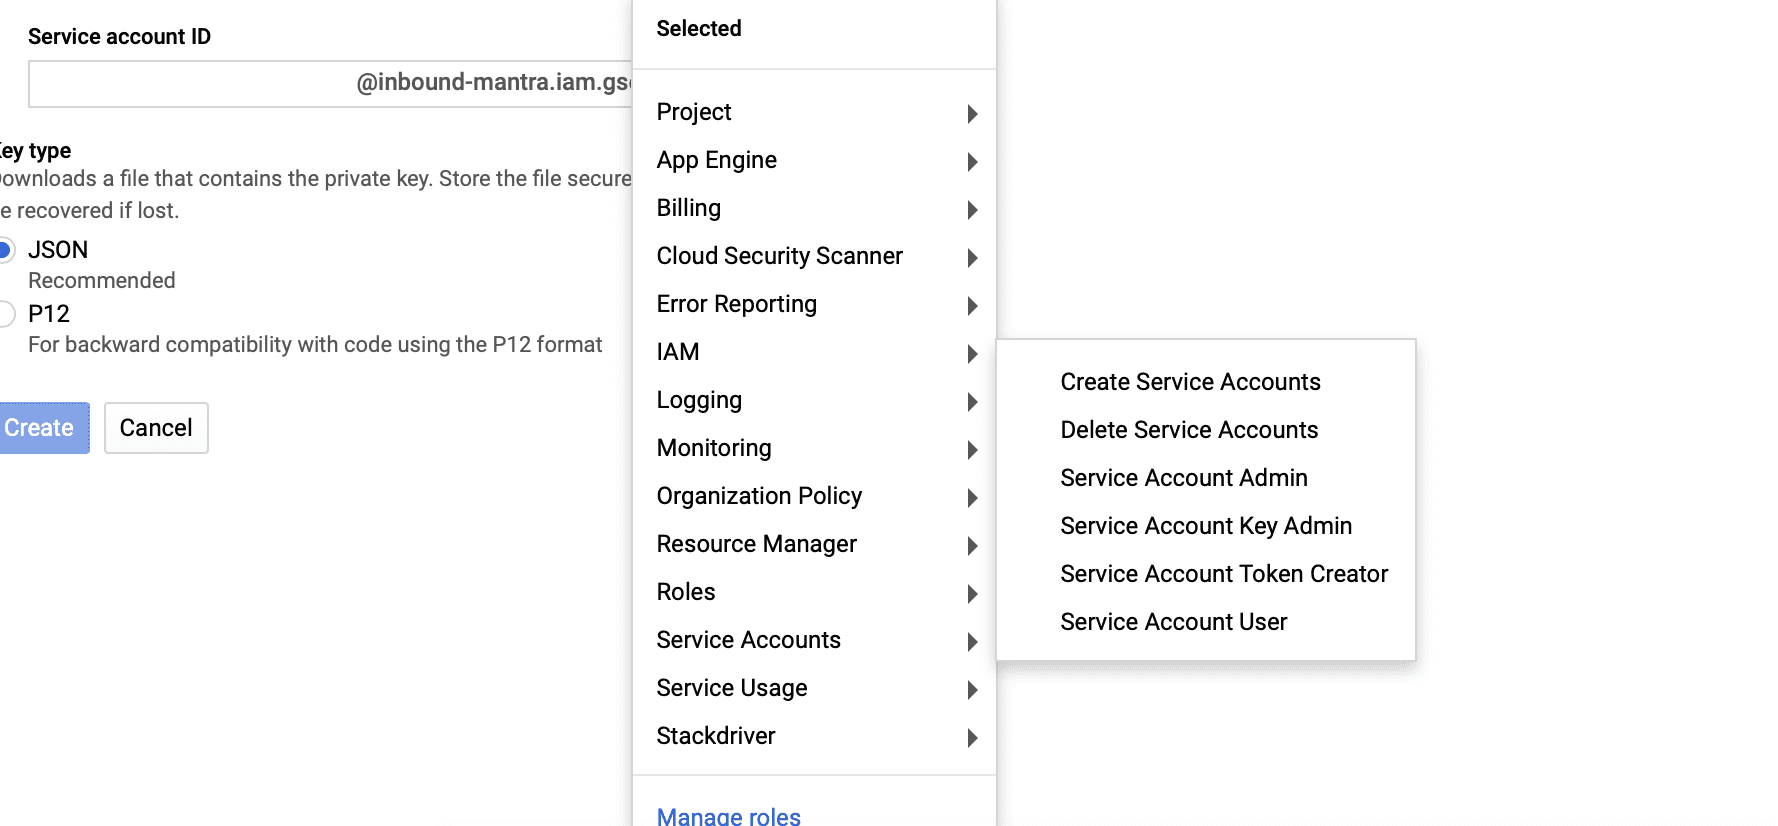 Service account ID
@inbound-mantra.iam.gs
Key type
Downloads a file that contains the private key. Store the file secure
e recovered if lost.
JSON
Recommended
P12
For backward compatibility with code using the P12 format
Create
Cancel
Selected
Project
App Engine
Billing
Cloud Security Scanner
Error Reporting
IAM
Logging
Monitoring
Organization Policy
Resource Manager
Roles
Service Accounts
Service Usage
Stackdriver
Manage roles
Create Service Accounts
Delete Service Accounts
Service Account Admin
Service Account Key Admin
Service Account Token Creator
Service Account User